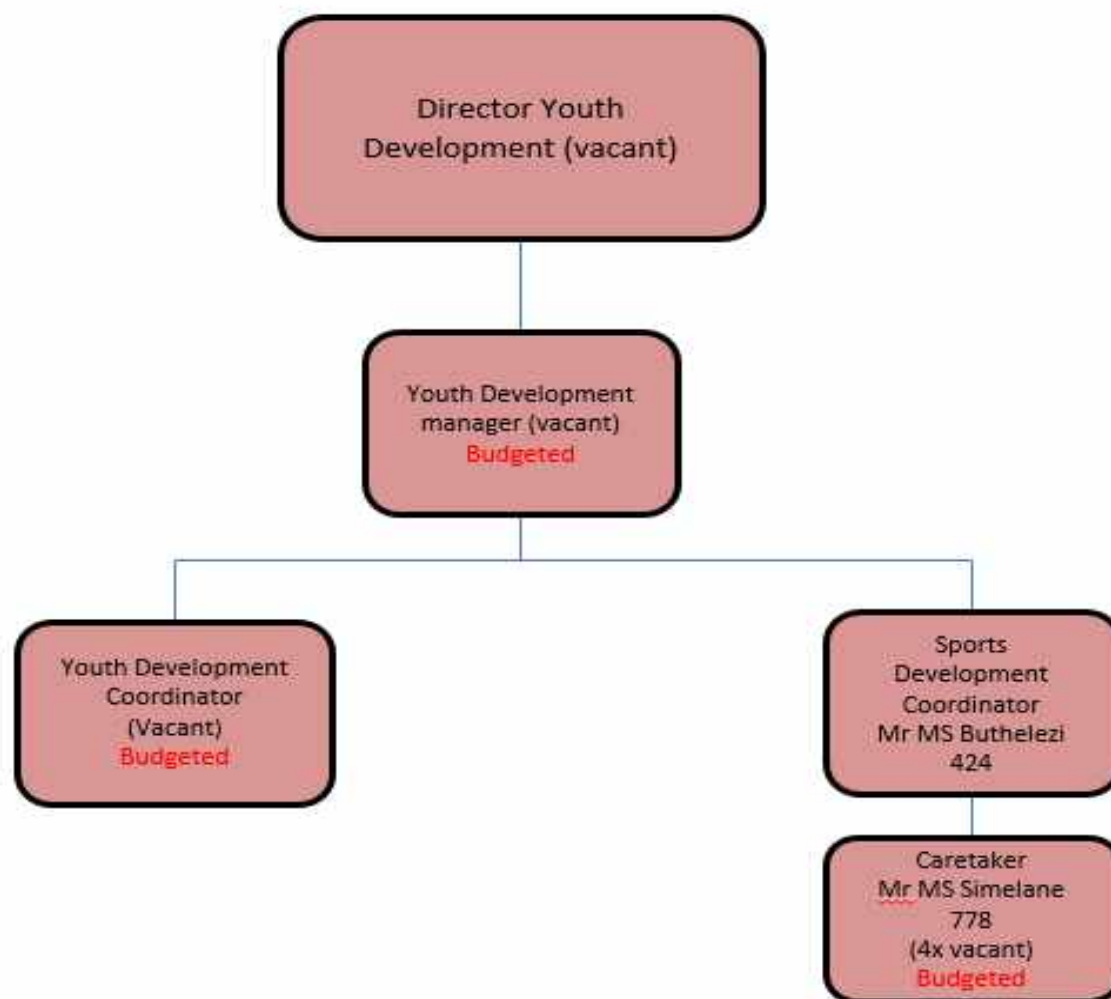 Director Youth
Development (vacant)
Youth Development
manager (vacant)
Budgeted
Youth Development
Coordinator
(Vacant)
Budgeted
Sports
Development
Coordinator
Mr MS Buthelezi
424
Caretaker
Mr MS Simelane
778
(4x vacant)
Budgeted